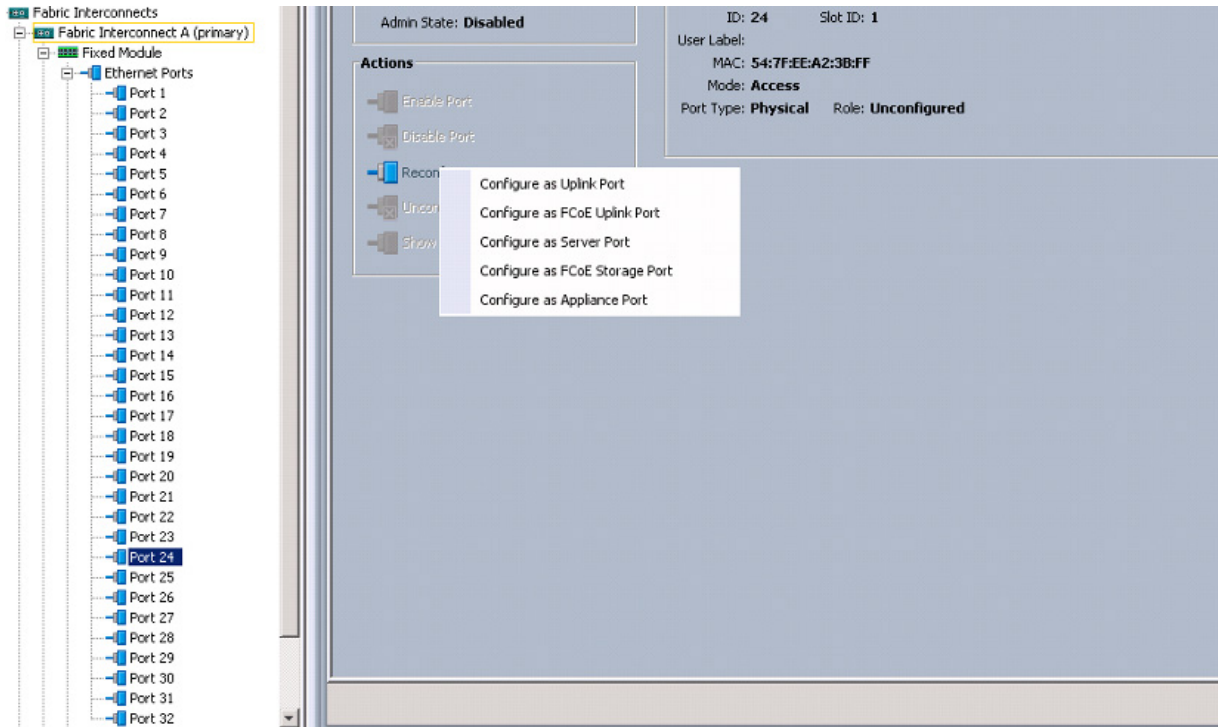 Fabric Interconnects
Fabric Interconnect A (primary)
Fixed Module
Ethernet Ports
Port 1
Port 2
Port 3
Port 4
Port 5
Port 6
Port 7
Port 8
Port 9
Port 10
Port 11
Port 12
Port 13
Port 14
Port 15
Port 16
Port 17
Port 18
Port 19
Port 20
Port 21
Port 22
Port 23
Port 24
Port 25
Port 26
Port 27
Port 28
Port 29
Port 30
Port 31
Port 32
Admin State: Disabled
Actions
Enable Port
Disable Port
Recon
Uncon
Show
Configure as Uplink Port
Configure as FCoE Uplink Port
Configure as Server Port
Configure as FCoE Storage Port
Configure as Appliance Port
ID: 24 Slot ID: 1
User Label:
MAC: 54:7F:EE:A2:3B:FF
Mode: Access
Port Type: Physical Role: Unconfigured